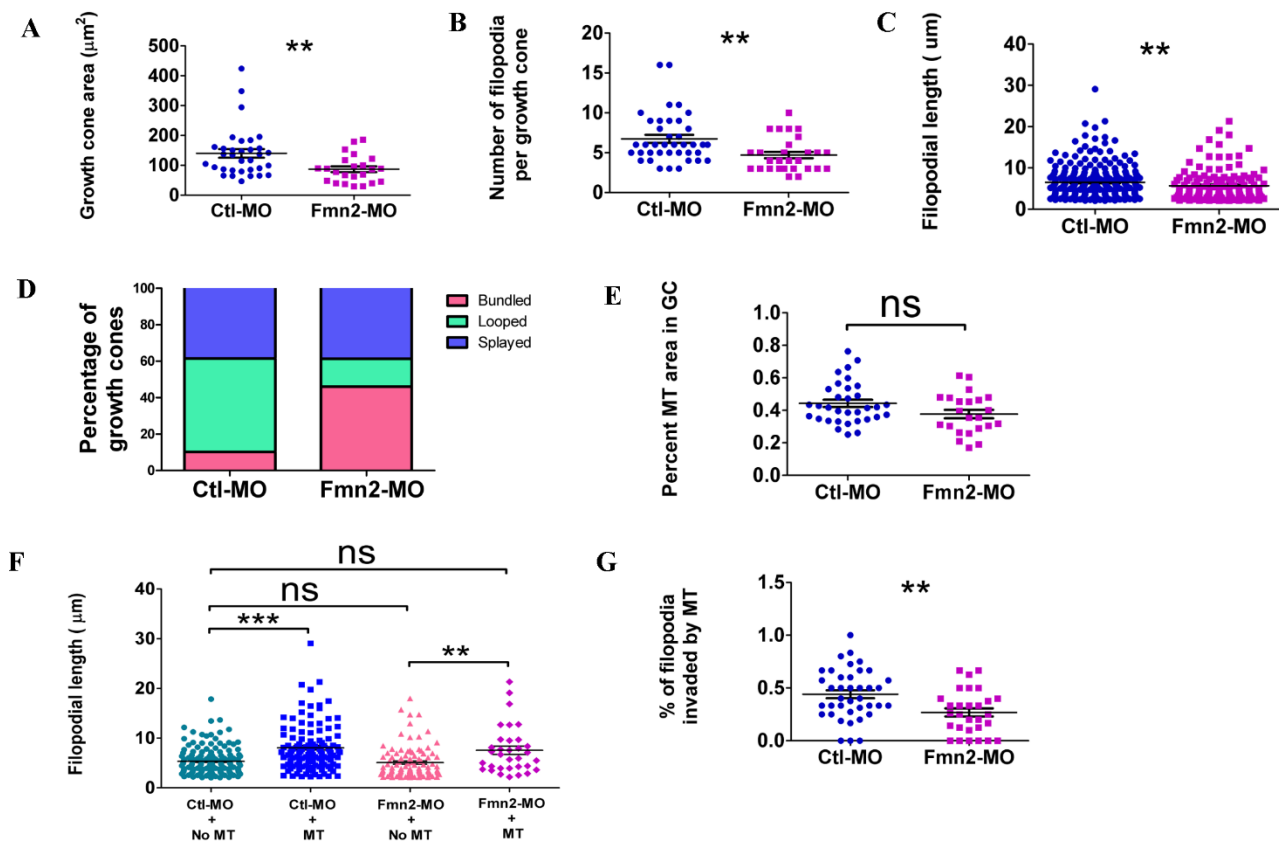 A
Growth cone area (μm²)
500
400
300
200
100
0
**
Ctl-MO
Fmn2-MO
B
Number of filopodia
per growth cone
20
15
10
5
0
**
Ctl-MO
Fmn2-MO
C
Filopodial length ( um)
40
30
20
10
0
**
Ctl-MO
Fmn2-MO
D
Percentage of
growth cones
100
80
60
40
20
0
Ctl-MO
Fmn2-MO
Bundled
Looped
Splayed
E
Percent MT area in GC
1.0
0.8
0.6
0.4
0.2
0.0
ns
Ctl-MO
Fmn2-MO
F
Filopodial length ( μm)
40
30
20
10
0
ns
ns
***
**
Ctl-MO
+
No MT
Ctl-MO
+
MT
Fmn2-MO
+
No MT
Fmn2-MO
+
MT
G
% of filopodia
invaded by MT
1.5
1.0
0.5
0.0
**
Ctl-MO
Fmn2-MO